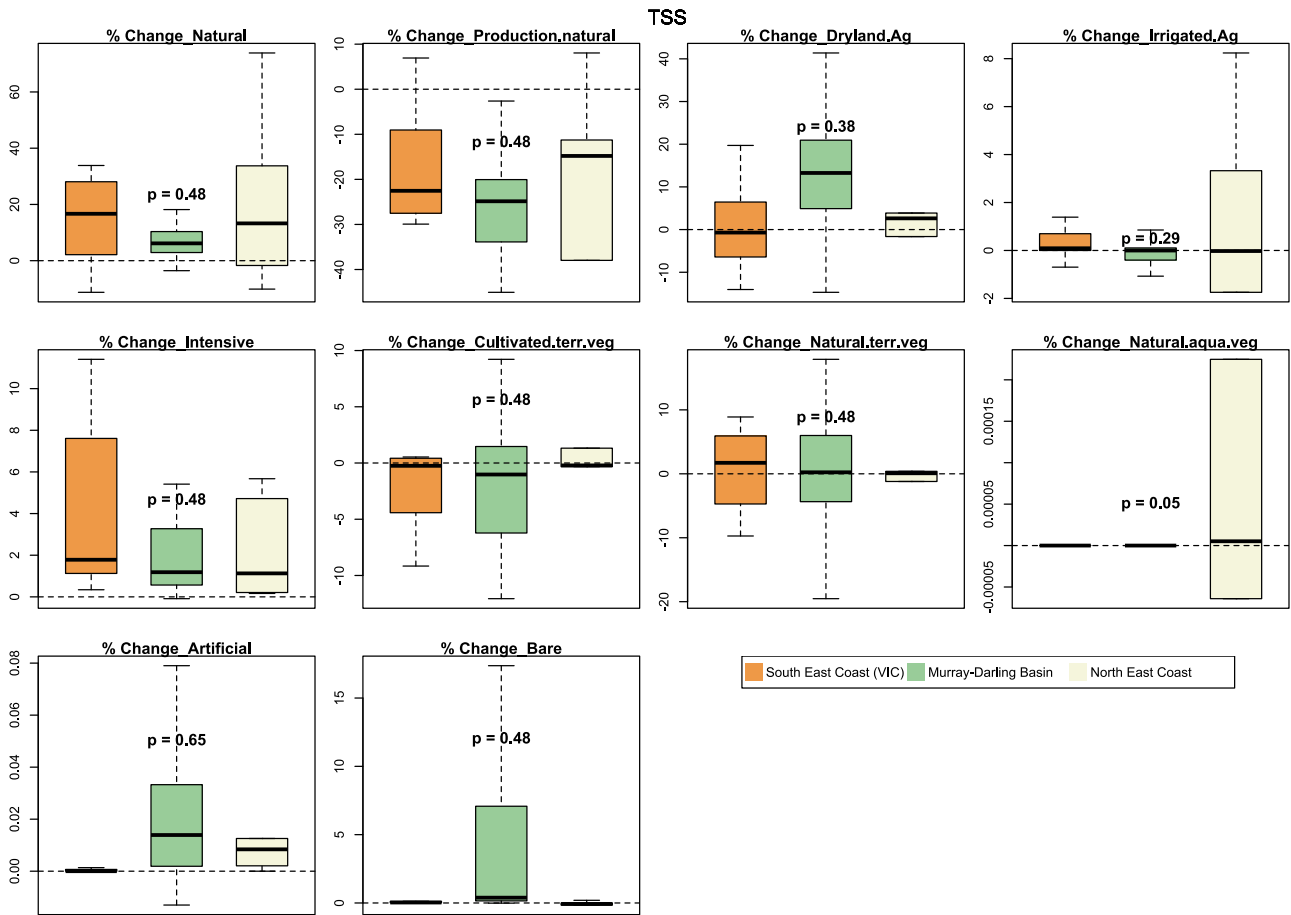 TSS
% Change_Natural
% Change_Production.natural
% Change_Dryland.Ag
% Change_Irrigated.Ag
60
40
20
0
p = 0.48
10
0
-10
-20
-30
-40
p = 0.48
40
30
20
10
0
-10
p = 0.38
8
6
4
2
0
-2
p = 0.29
% Change_Intensive
% Change_Cultivated.terr.veg
% Change_Natural.terr.veg
% Change_Natural.aqua.veg
10
8
6
4
2
0
p = 0.48
10
5
0
-5
-10
p = 0.48
10
0
-10
-20
p = 0.48
0.00015
0.00005
-0.00005
p = 0.05
% Change_Artificial
% Change_Bare
0.08
0.06
0.04
0.02
0.00
p = 0.65
15
10
5
0
p = 0.48
South East Coast (VIC) Murray-Darling Basin North East Coast